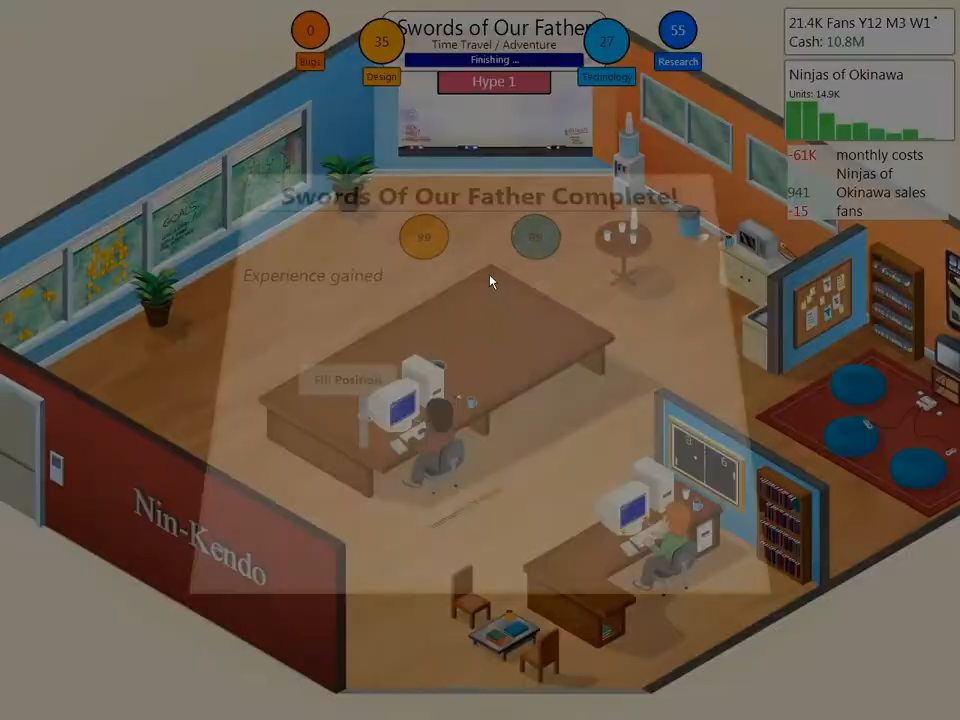 Swords of Our Father
Time Travel / Adventure
Finishing ...
Hype 1
0
Bugs
35
Design
27
Technology
55
Research
21.4K Fans Y12 M3 W1
Cash: 10.8M
Ninjas of Okinawa
Units: 14.9K
-61K monthly costs
Ninjas of
941 Okinawa sales
-15 fans
Swords Of Our Father Complete!
Experience gained
Fill Position
GOALS
Nin-Kendo